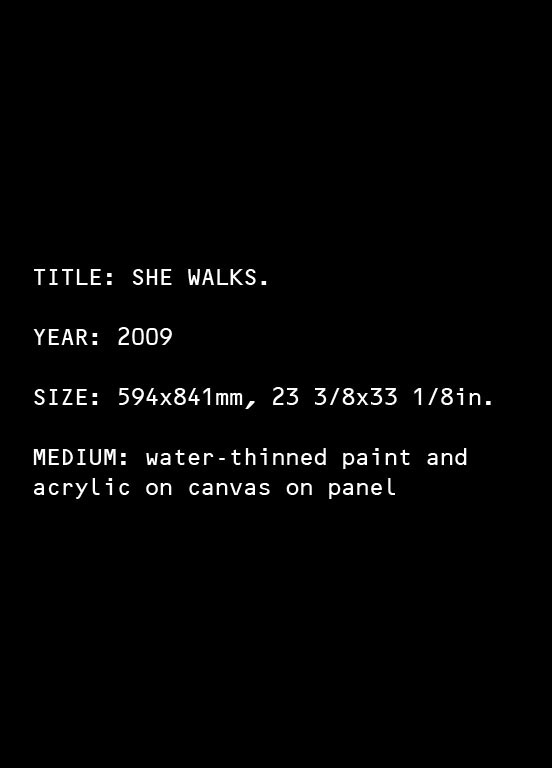 TITLE: SHE WALKS.
YEAR: 2009
SIZE: 594x841mm, 23 3/8x33 1/8in.
MEDIUM: water-thinned paint and
acrylic on canvas on panel